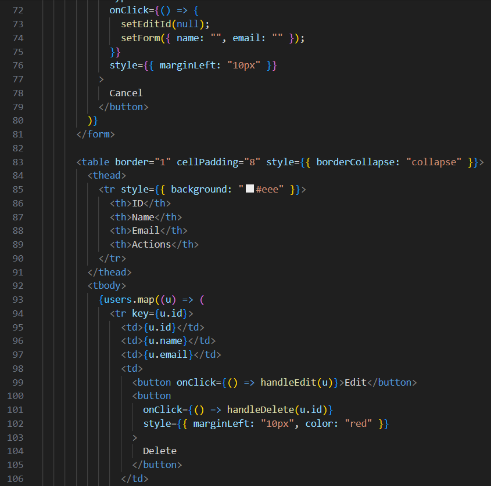 72 onClick={() => {
73 setEditId(null);
74 setForm({ name: "", email: "" });
75 }}
76 style={{ marginLeft: "10px" }}
77 >
78 Cancel
79 </button>
80 )}
81 </form>
82
83 <table border="1" cellPadding="8" style={{ borderCollapse: "collapse" }}>
84 <thead>
85 <tr style={{ background: "#eee" }}>
86 <th>ID</th>
87 <th>Name</th>
88 <th>Email</th>
89 <th>Actions</th>
90 </tr>
91 </thead>
92 <tbody>
93 {users.map((u) => (
94 <tr key={u.id}>
95 <td>{u.id}</td>
96 <td>{u.name}</td>
97 <td>{u.email}</td>
98 <td>
99 <button onClick={() => handleEdit(u)}>Edit</button>
100 <button
101 onClick={() => handleDelete(u.id)}
102 style={{ marginLeft: "10px", color: "red" }}
103 >
104 Delete
105 </button>
106 </td>